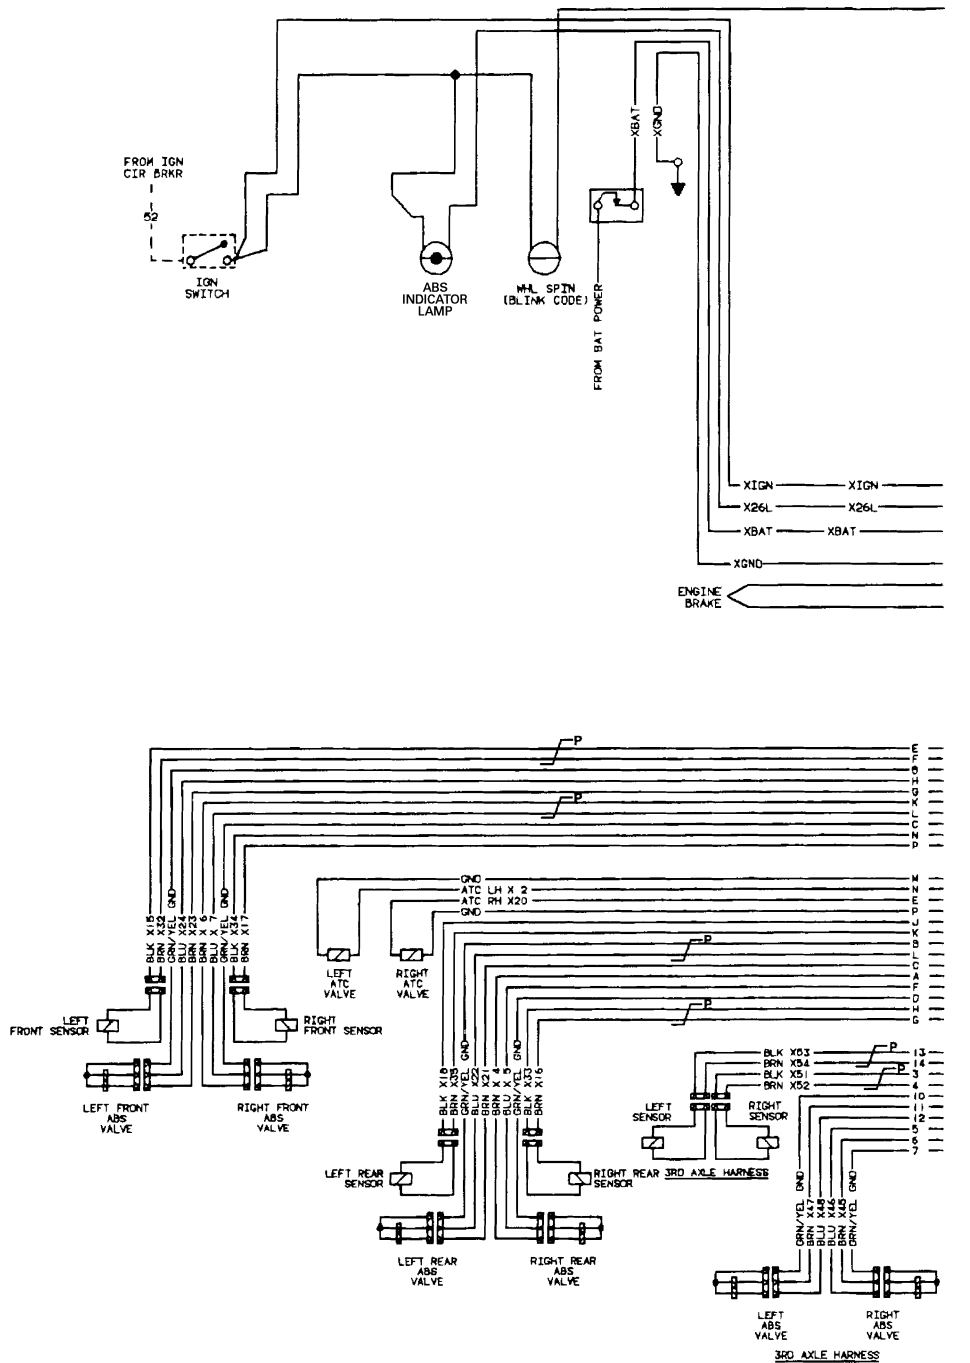 XBAT
XGND
FROM IGN
CIR BRKR
52
IGN
SWITCH
ABS
INDICATOR
LAMP
WHL SPIN
(BLINK CODE)
FROM BAT POWER
XIGN XIGN
X26L X26L
XBAT XBAT
XGND
ENGINE
BRAKE
P
E
F
B
H
G
P
K
L
C
N
P
BLK X15
BRN X32
GRN/YEL GND
BLU X24
BRN X23
BRN X 6
BLU X 7
GRN/YEL GND
BLK X34
BRN X17
GND M
ATC LH X 2 N
ATC RH X20 E
GND P
J
K
P
B
L
C
A
F
D
P
H
G
LEFT
ATC
VALVE
RIGHT
ATC
VALVE
LEFT
FRONT SENSOR
RIGHT
FRONT SENSOR
LEFT FRONT
ABS
VALVE
RIGHT FRONT
ABS
VALVE
BLK X18
BRN X35
GRN/YEL GND
BLU X22
BRN X21
BRN X 4
BLU X 5
GRN/YEL GND
BLK X33
BRN X16
BLK X53 P 13
BRN X54 14
BLK X51 P 3
BRN X52 4
10
11
12
5
6
7
LEFT
SENSOR
RIGHT
SENSOR
LEFT REAR
SENSOR
RIGHT REAR
SENSOR
3RD AXLE HARNESS
GRN/YEL GND
BRN X47
BLU X48
BLU X46
BRN X45
GRN/YEL GND
LEFT REAR
ABS
VALVE
RIGHT REAR
ABS
VALVE
LEFT
ABS
VALVE
RIGHT
ABS
VALVE
3RD AXLE HARNESS